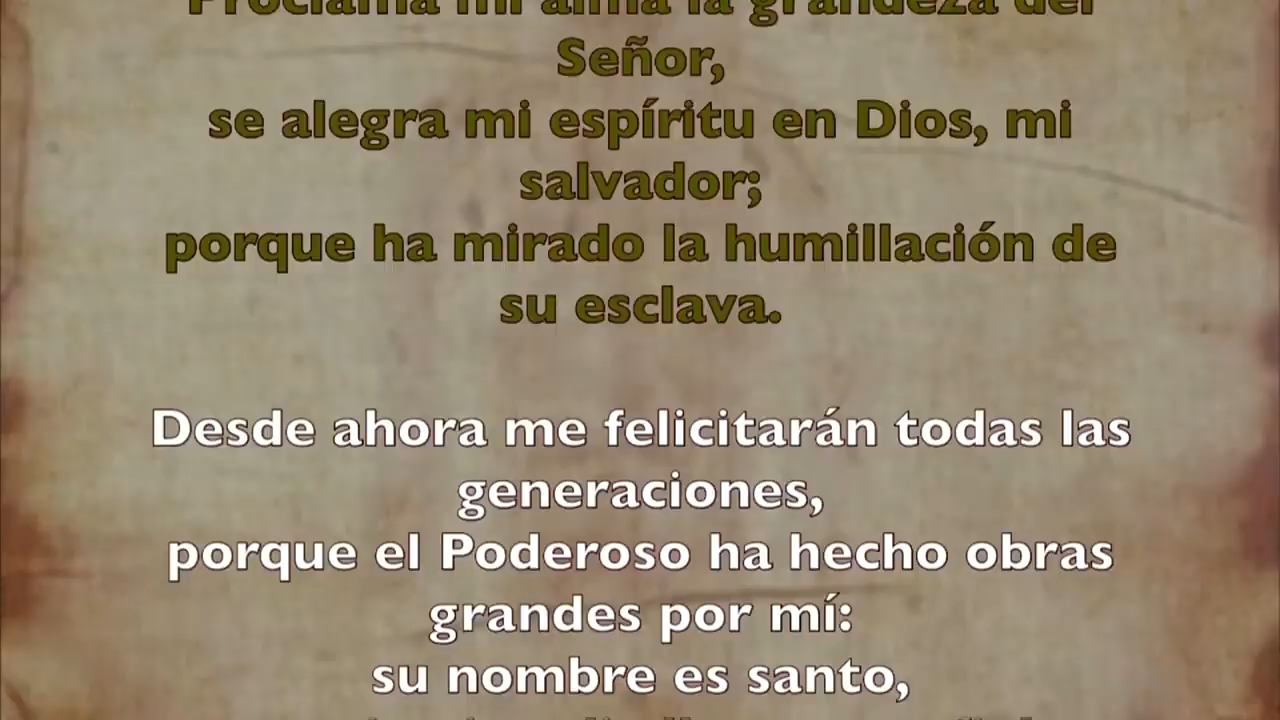 Proclama mi alma la grandeza del
Señor,
se alegra mi espíritu en Dios, mi
salvador;
porque ha mirado la humillación de
su esclava.
Desde ahora me felicitarán todas las
generaciones,
porque el Poderoso ha hecho obras
grandes por mí:
su nombre es santo,